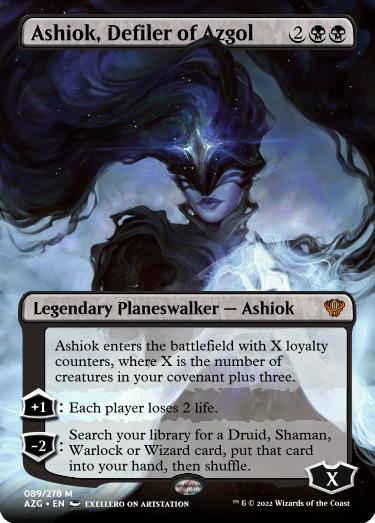 Ashiok, Defiler of Azgol 2
Legendary Planeswalker — Ashiok
Ashiok enters the battlefield with X loyalty
counters, where X is the number of
creatures in your covenant plus three.
+1: Each player loses 2 life.
-2: Search your library for a Druid, Shaman,
Warlock or Wizard card, put that card
into your hand, then shuffle.
X
089/278 M
AZG • EN EXELLERO ON ARTSTATION
™ & © 2022 Wizards of the Coast